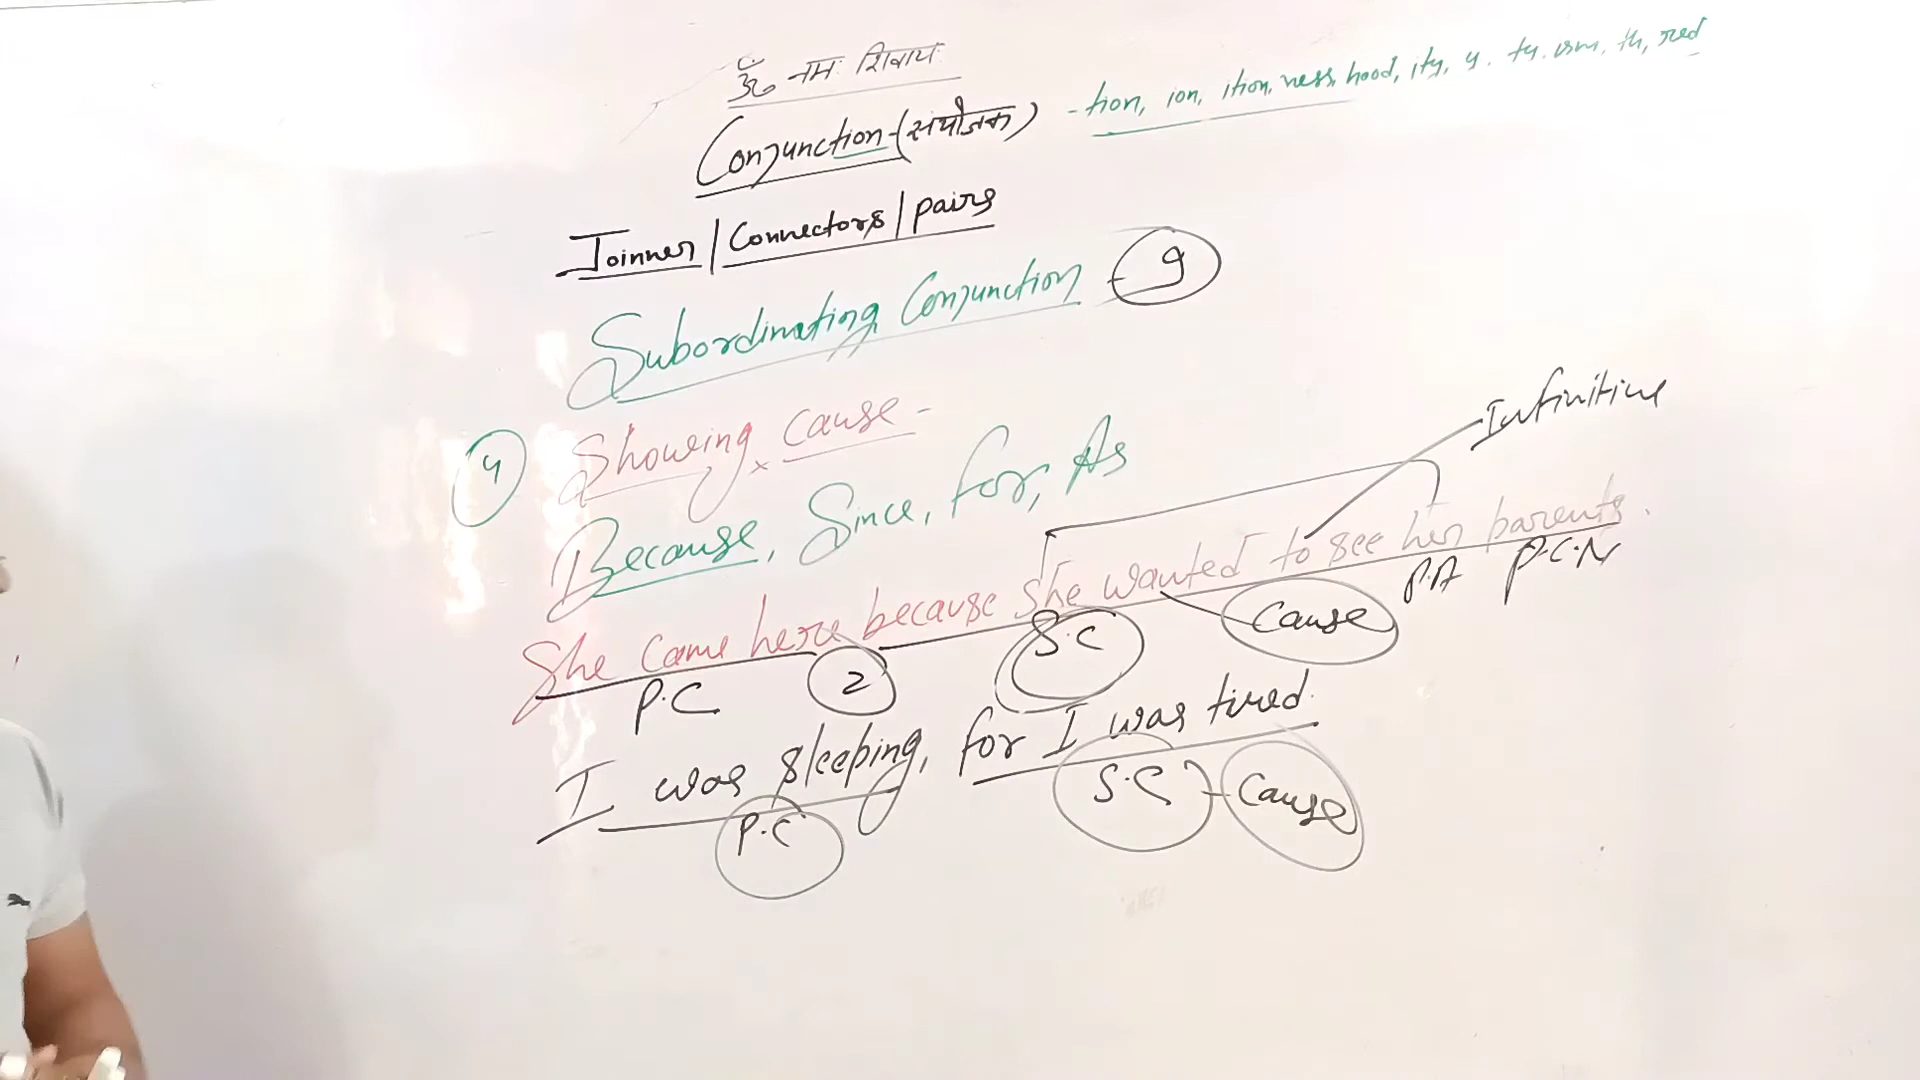 ॐ नमः शिवाय
Conjunction-(संयोजक) - tion, ion, ition, ness, hood, ity, y. ty. ism, th, red
Joinner/Connectors/pairs
Subordinating Conjunction - 9
4 Showing cause -
Because, Since, for, As
Infinitive
She came here because she wanted to see her parents.
P.C 2 S.C Cause P.A P.C.N
I was sleeping, for I was tired.
P.C S.C - Cause